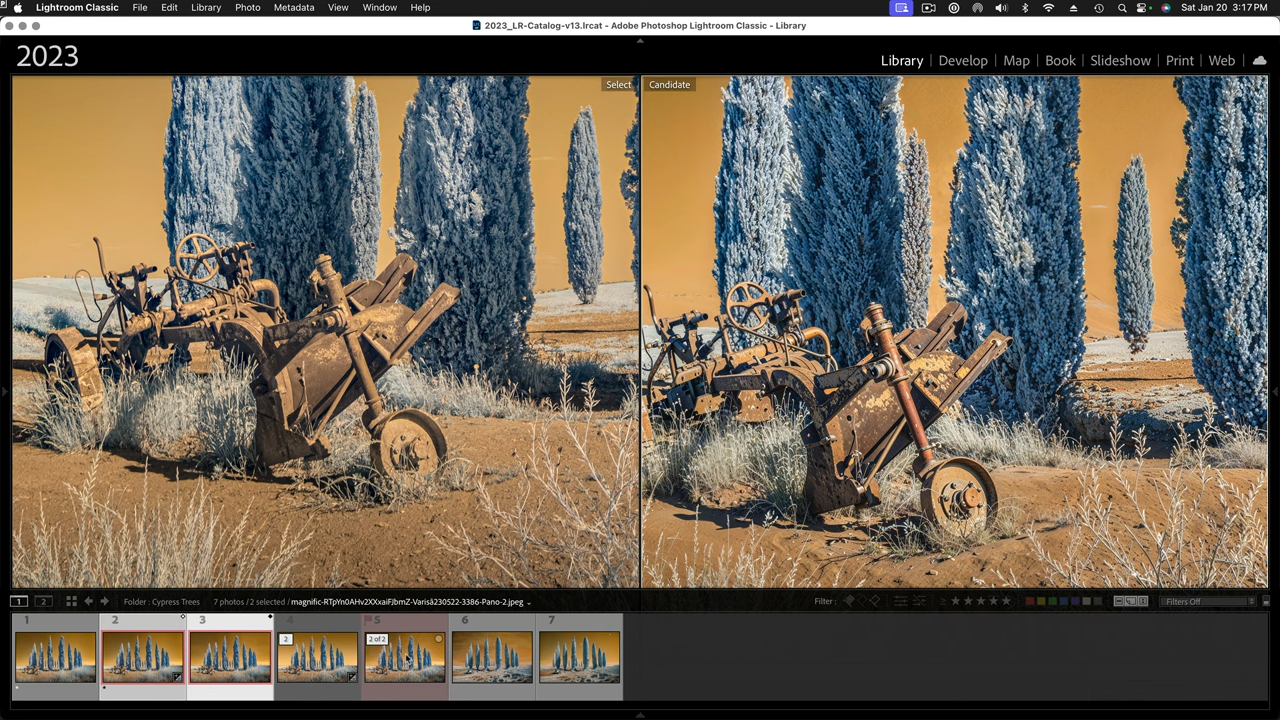 Lightroom Classic File Edit Library Photo Metadata View Window Help Sat Jan 20 3:17 PM
2023_LR-Catalog-v13.lrcat - Adobe Photoshop Lightroom Classic - Library
2023 Library Develop Map Book Slideshow Print Web
Select Candidate
1 2 Folder : Cypress Trees 7 photos / 2 selected / magnific-RTpYn0AHv2XXxaiFJbmZ-Varisâ230522-3386-Pano-2.jpeg Filter : Filters Off
1 2 3 4 5 6 7
2 2 of 2